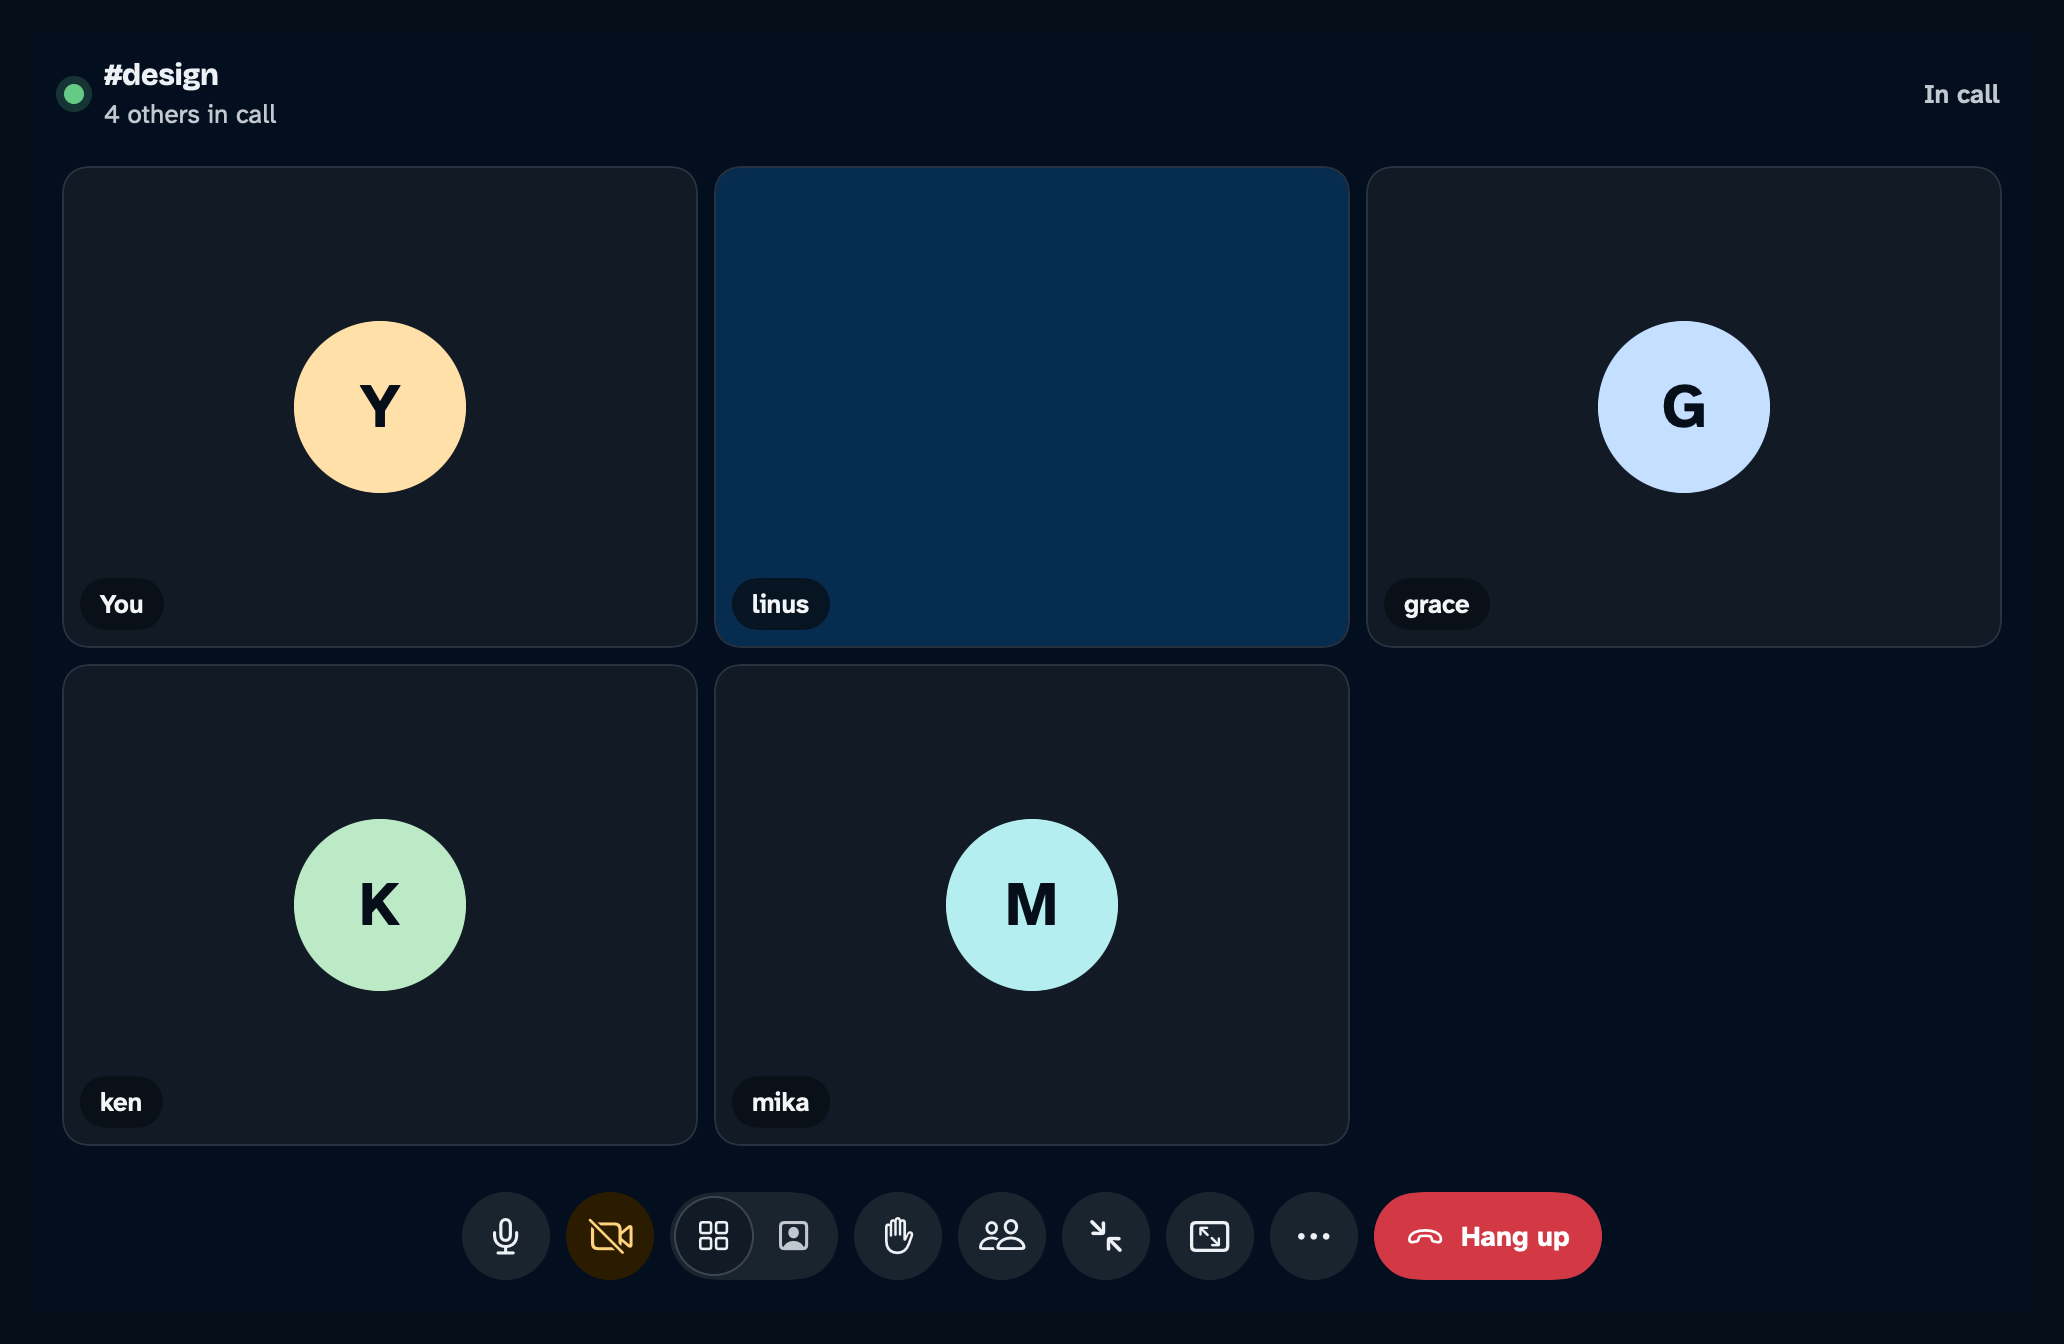 #design
4 others in call
In call
Y
G
You
linus
grace
K
M
ken
mika
Hang up